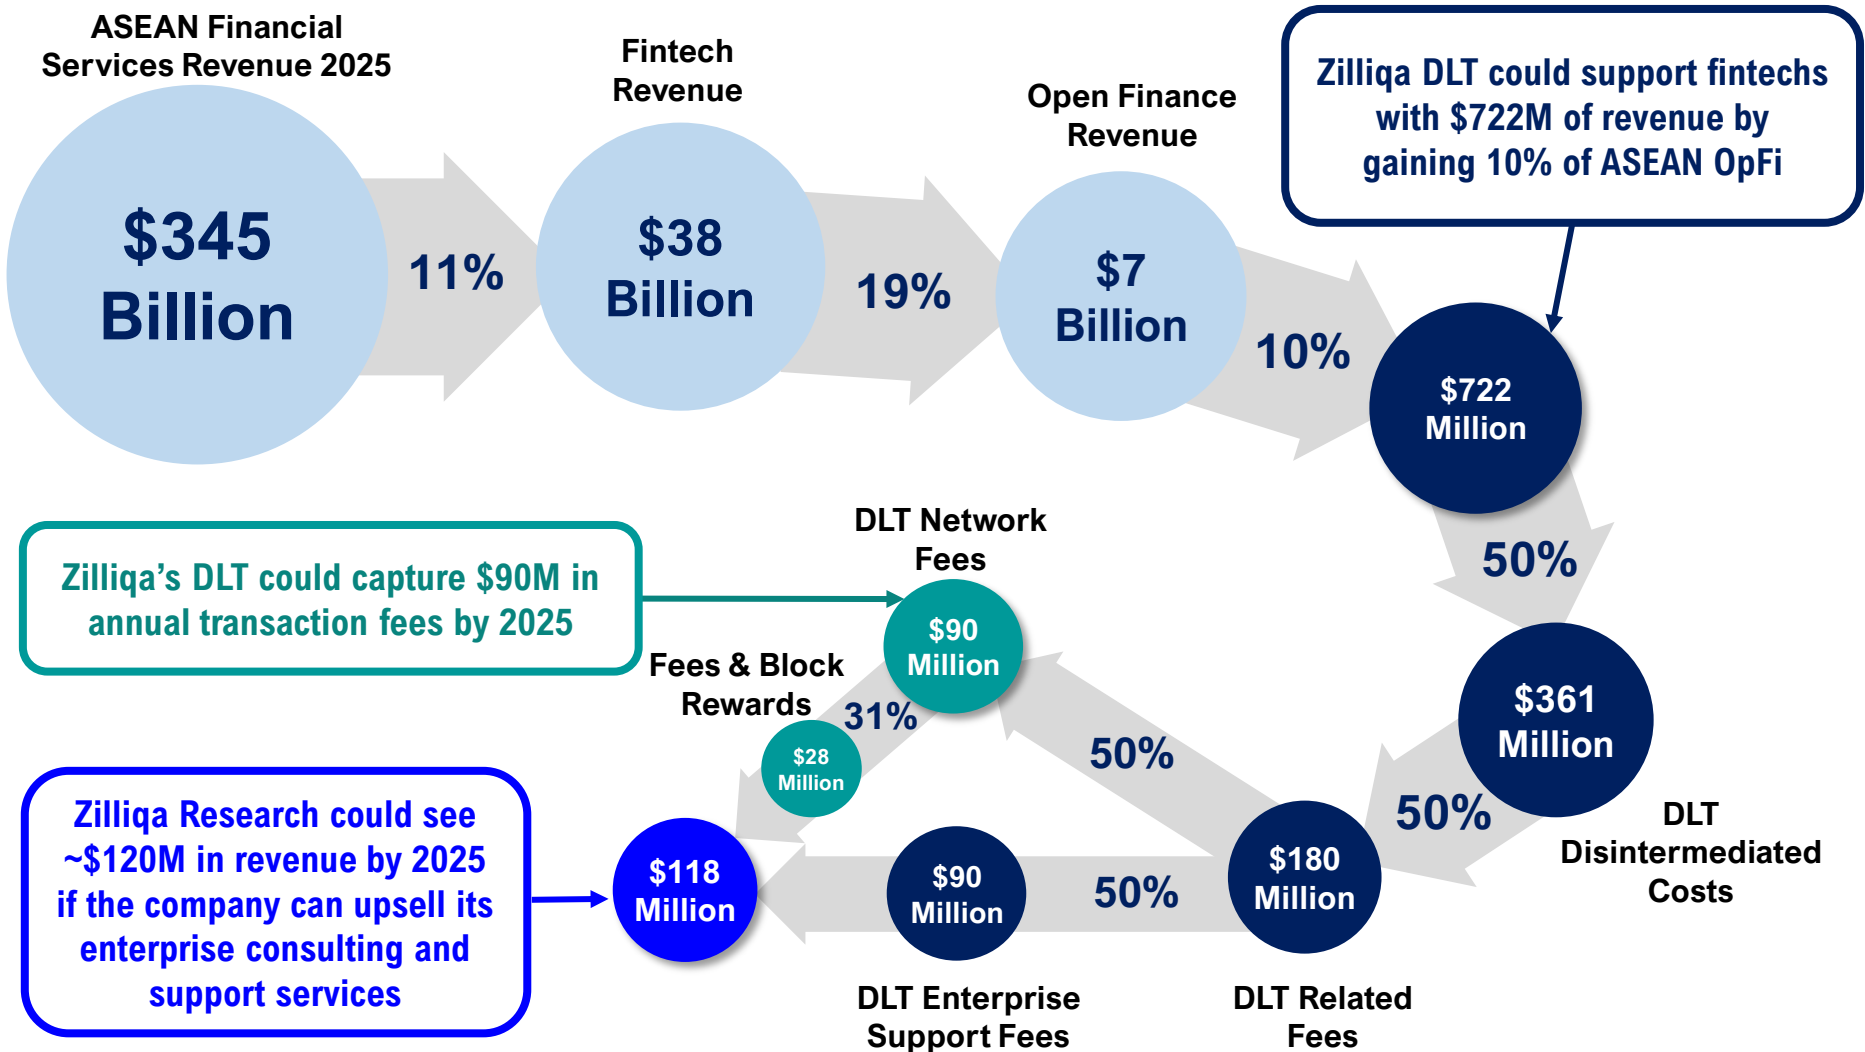 ASEAN Financial
Services Revenue 2025
$345
Billion
11%
Fintech
Revenue
$38
Billion
19%
Open Finance
Revenue
$7
Billion
10%
Zilliqa DLT could support fintechs
with $722M of revenue by
gaining 10% of ASEAN OpFi
$722
Million
50%
$361
Million
DLT
Disintermediated
Costs
50%
$180
Million
DLT Related
Fees
50%
DLT Network
Fees
$90
Million
Zilliqa’s DLT could capture $90M in
annual transaction fees by 2025
31%
Fees & Block
Rewards
$28
Million
50%
$90
Million
DLT Enterprise
Support Fees
$118
Million
Zilliqa Research could see
~$120M in revenue by 2025
if the company can upsell its
enterprise consulting and
support services